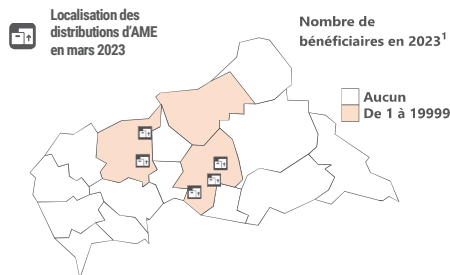 Localisation des
distributions d'AME
en mars 2023
Nombre de
bénéficiaires en 2023¹
Aucun
De 1 à 19999